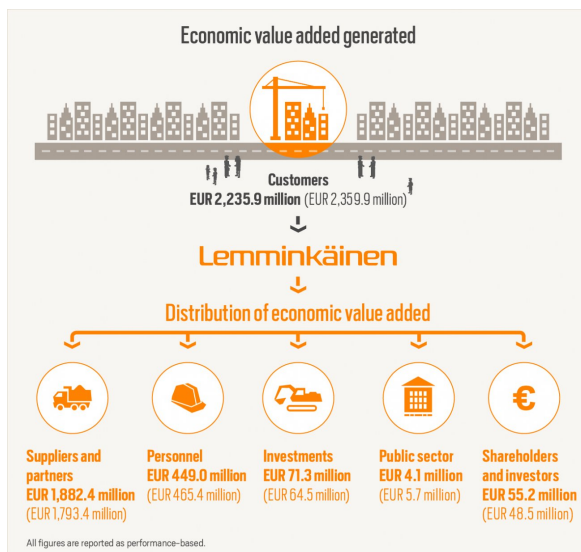 Economic value added generated
Customers
EUR 2,235.9 million (EUR 2,359.9 million)
Lemminkäinen
Distribution of economic value added
€
Suppliers and
partners
EUR 1,882.4 million
(EUR 1,793.4 million)
Personnel
EUR 449.0 million
(EUR 465.4 million)
Investments
EUR 71.3 million
(EUR 64.5 million)
Public sector
EUR 4.1 million
(EUR 5.7 million)
Shareholders
and investors
EUR 55.2 million
(EUR 48.5 million)
All figures are reported as performance-based.